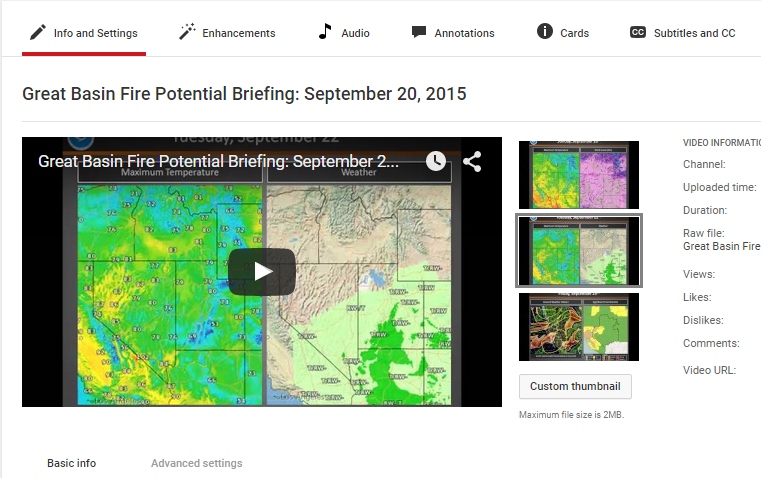 Info and Settings
Enhancements
Audio
Annotations
Cards
CC
Subtitles and CC
Great Basin Fire Potential Briefing: September 20, 2015
Tuesday, September 22
Great Basin Fire Potential Briefing: September 2...
Maximum Temperature
Weather
Custom thumbnail
Maximum file size is 2MB.
VIDEO INFORMATIO
Channel:
Uploaded time:
Duration:
Raw file:
Great Basin Fire
Views:
Likes:
Dislikes:
Comments:
Video URL:
Basic info
Advanced settings